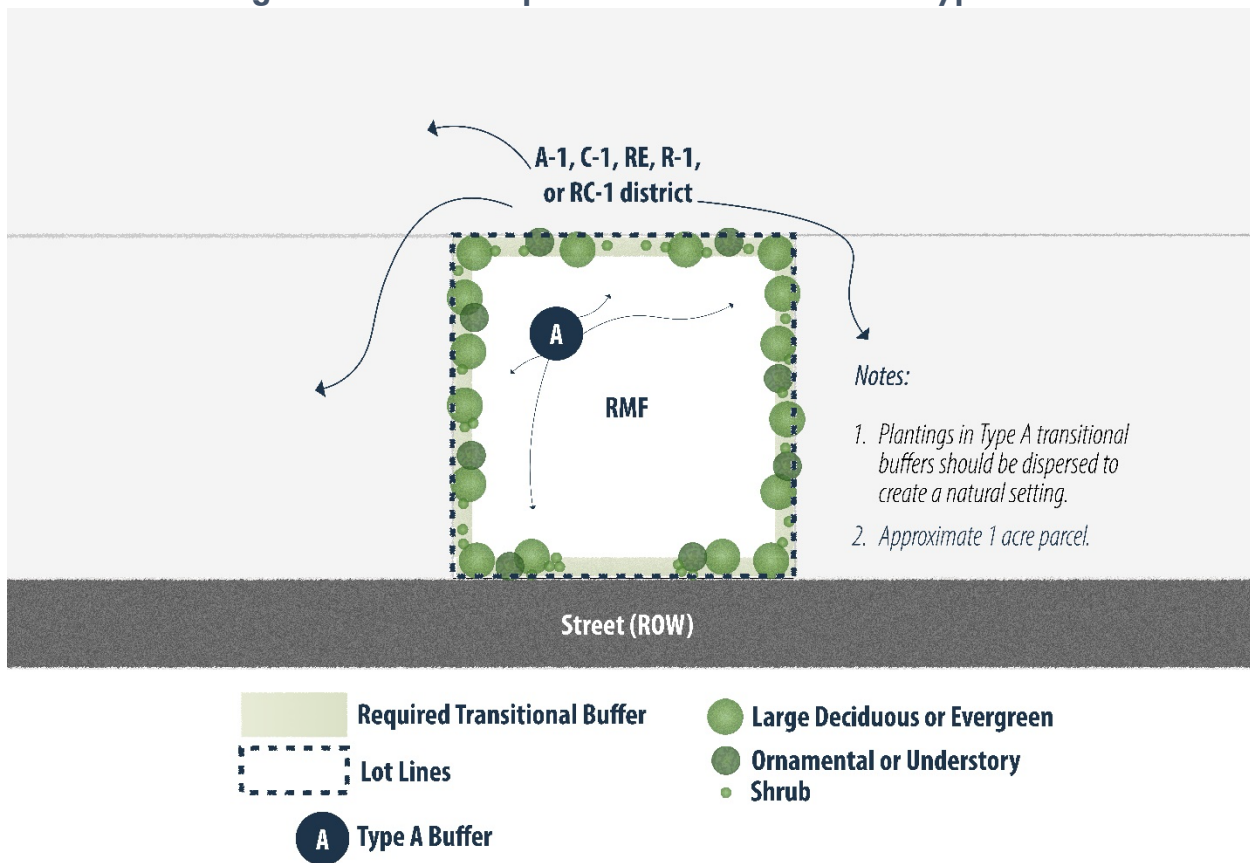 A-1, C-1, RE, R-1,
or RC-1 district
A
RMF
Notes:
1. Plantings in Type A transitional
buffers should be dispersed to
create a natural setting.
2. Approximate 1 acre parcel.
Street (ROW)
Required Transitional Buffer
Lot Lines
A Type A Buffer
Large Deciduous or Evergreen
Ornamental or Understory
Shrub